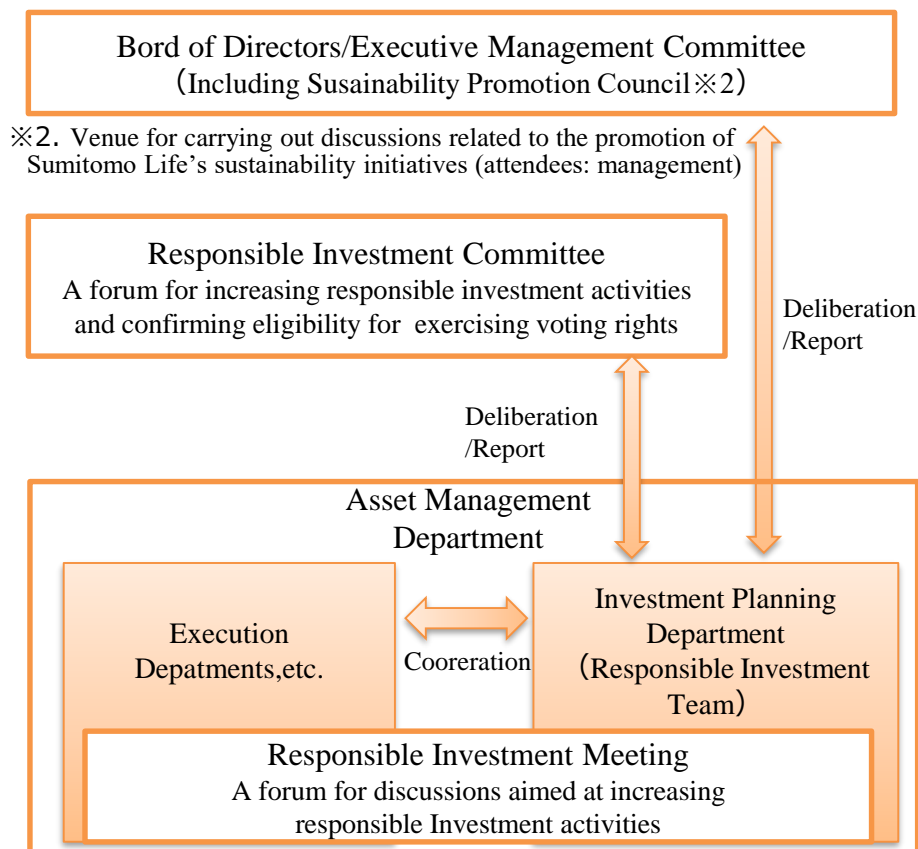 Bord of Directors/Executive Management Committee
（Including Susainability Promotion Council※2）
※2. Venue for carrying out discussions related to the promotion of
Sumitomo Life’s sustainability initiatives (attendees: management)
Responsible Investment Committee
A forum for increasing responsible investment activities
and confirming eligibility for exercising voting rights
Deliberation
/Report
Deliberation
/Report
Asset Management
Department
Execution
Depatments,etc.
Cooreration
Investment Planning
Department
（Responsible Investment
Team）
Responsible Investment Meeting
A forum for discussions aimed at increasing
responsible Investment activities